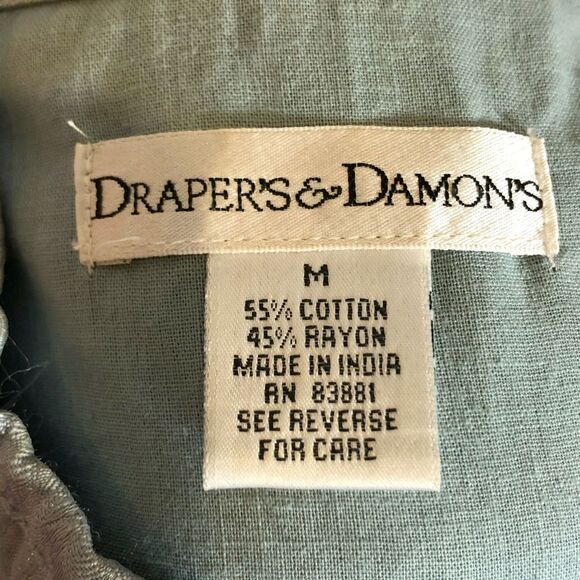 DRAPER'S & DAMON'S
M
55% COTTON
45% RAYON
MADE IN INDIA
RN 83881
SEE REVERSE
FOR CARE